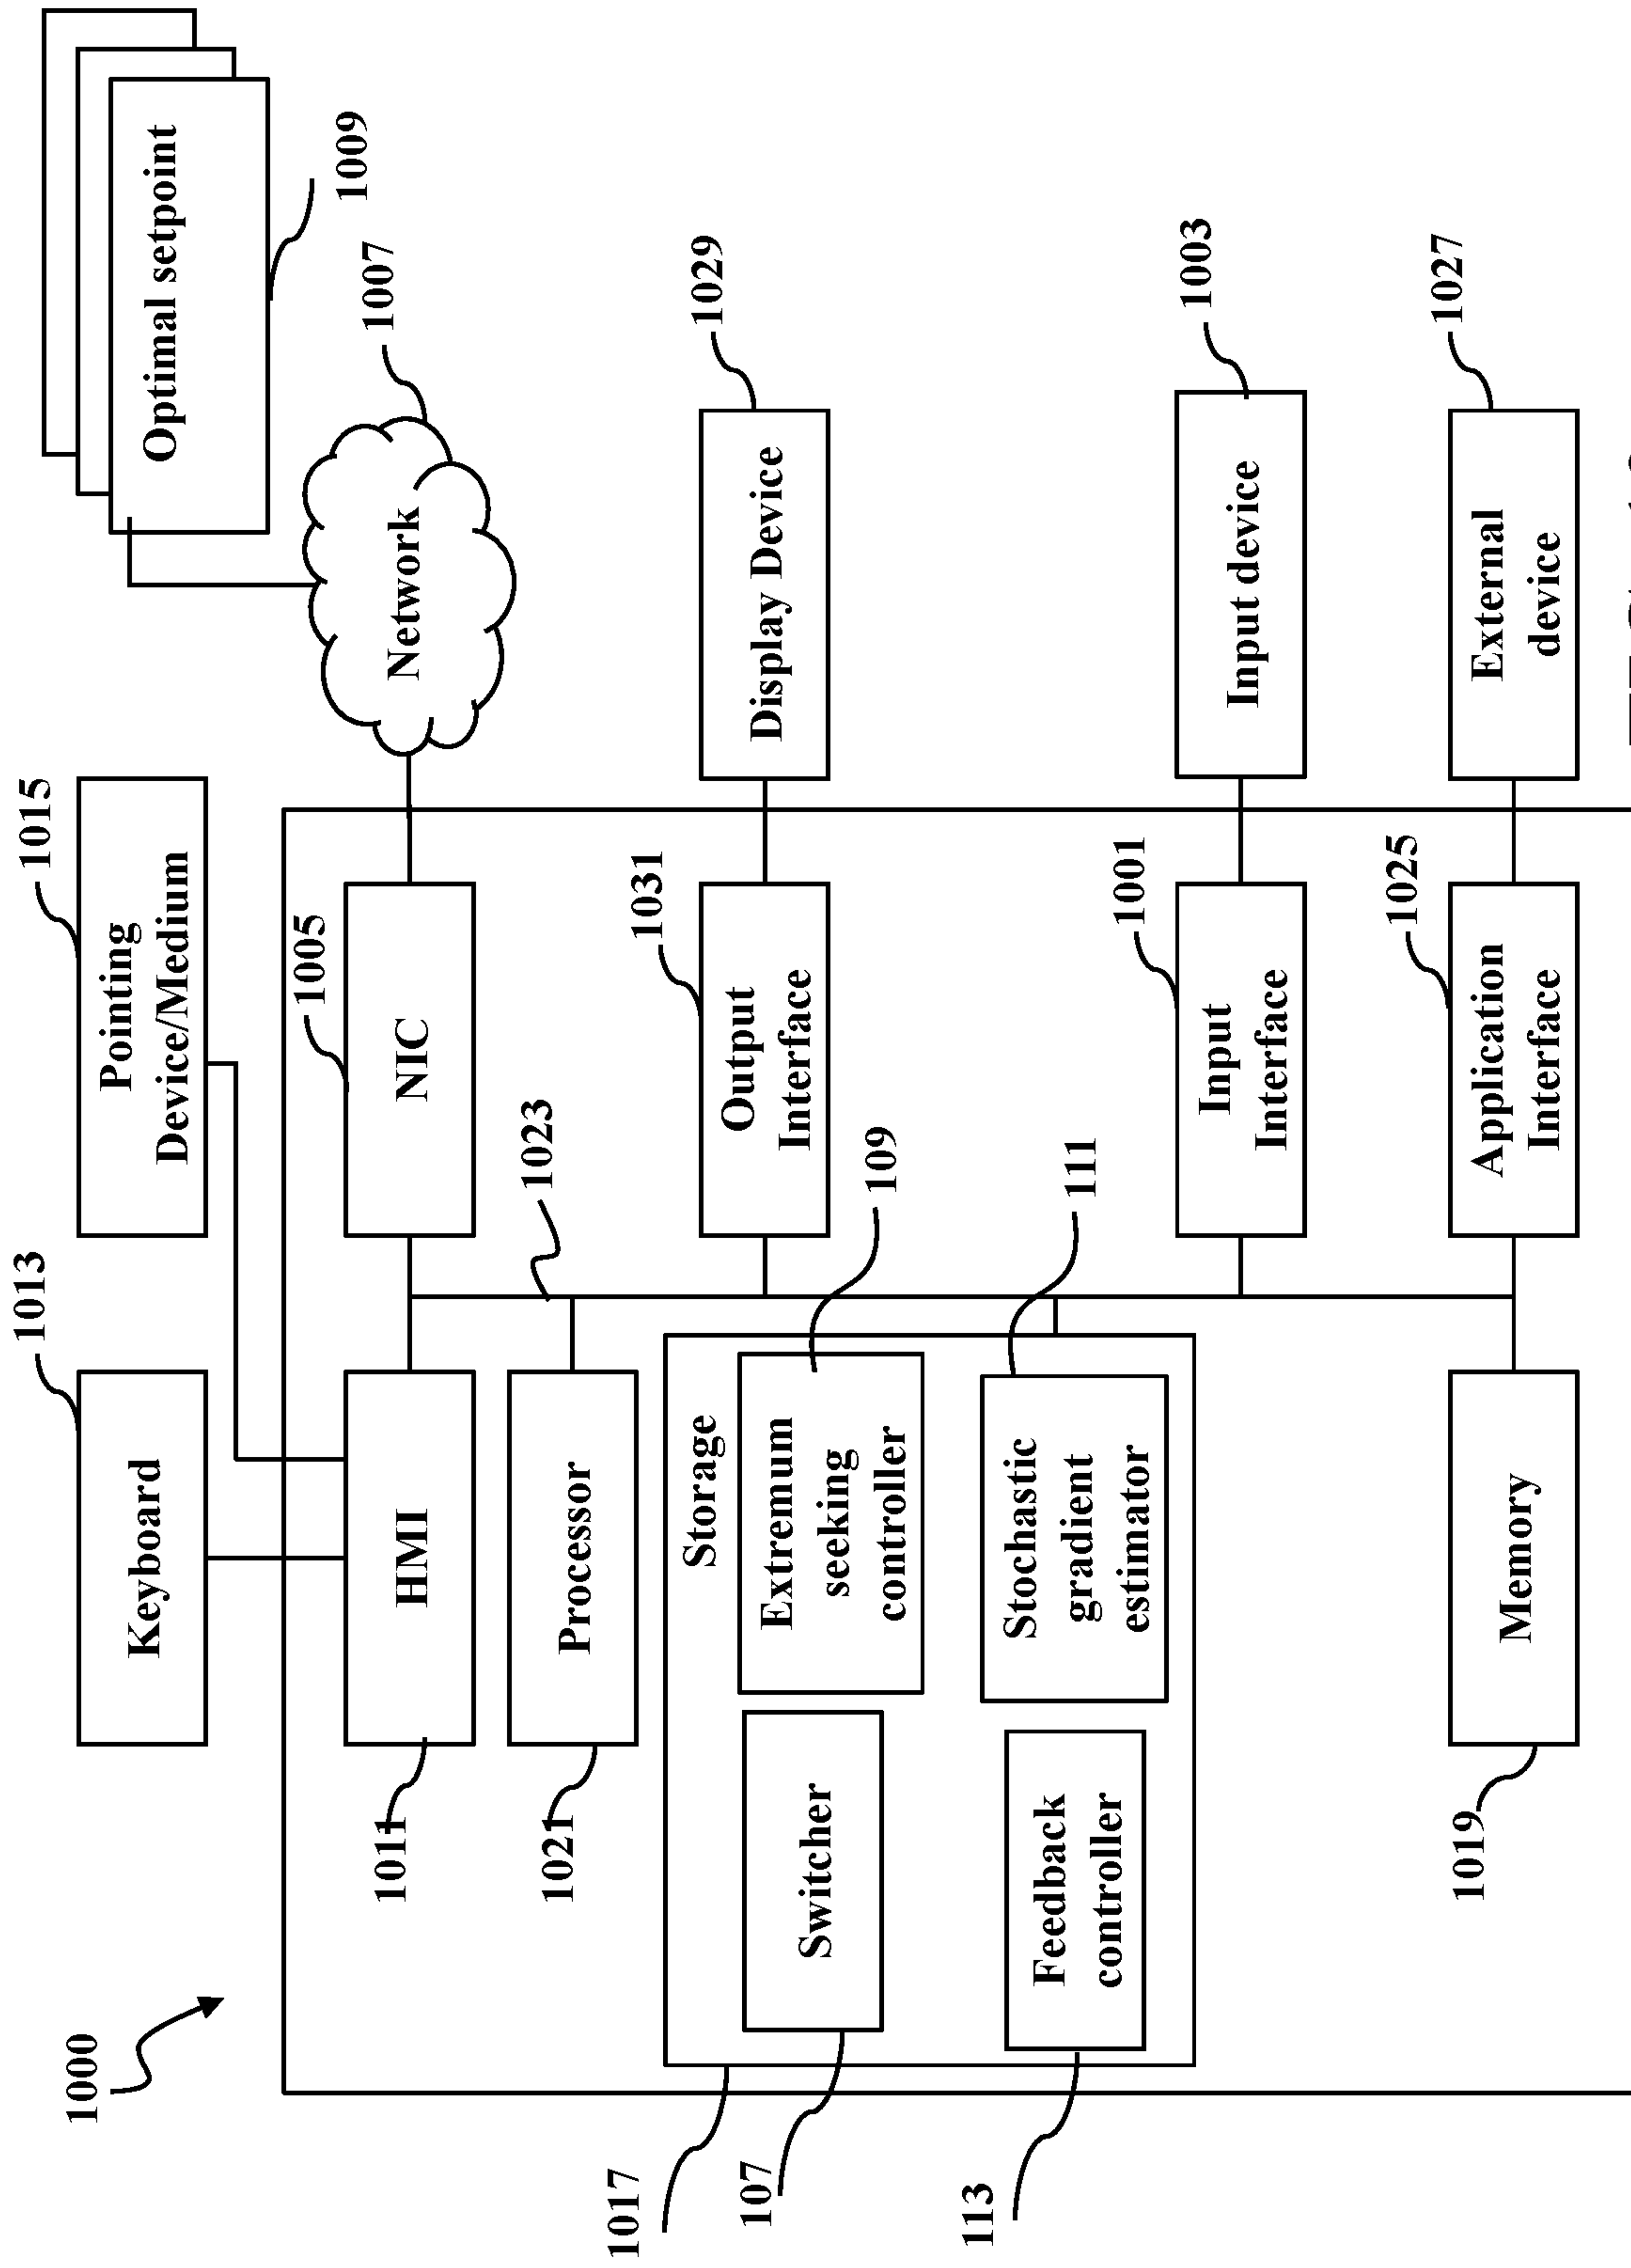 1000
1013
Keyboard
1015
Pointing
Device/Medium
Optimal setpoint
1009
1011
HMI
1005
NIC
Network
1007
1021
Processor
1023
1017
Storage
107
Switcher
Extremum
seeking
controller
109
1031
Output
Interface
Display Device
1029
113
Feedback
controller
Stochastic
gradient
estimator
111
1001
Input
Interface
Input device
1003
1019
Memory
1025
Application
Interface
External
device
1027